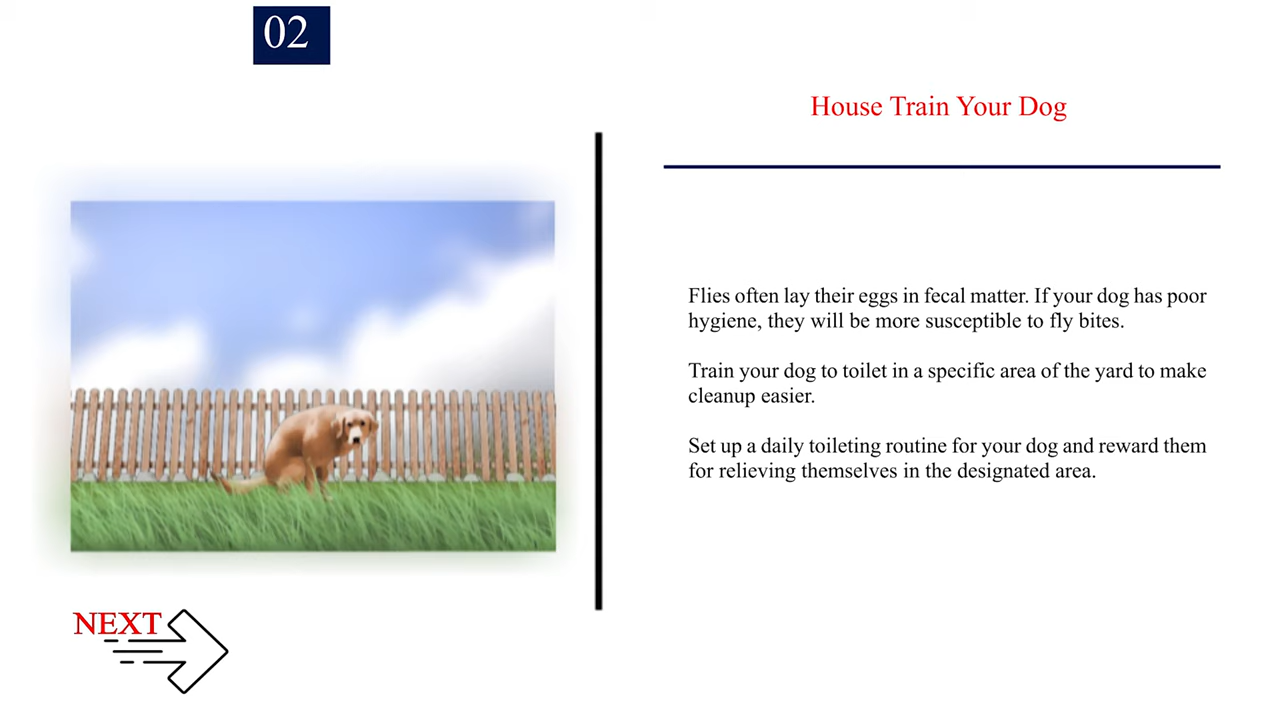 02
House Train Your Dog
Flies often lay their eggs in fecal matter. If your dog has poor
hygiene, they will be more susceptible to fly bites.
Train your dog to toilet in a specific area of the yard to make
cleanup easier.
Set up a daily toileting routine for your dog and reward them
for relieving themselves in the designated area.
NEXT